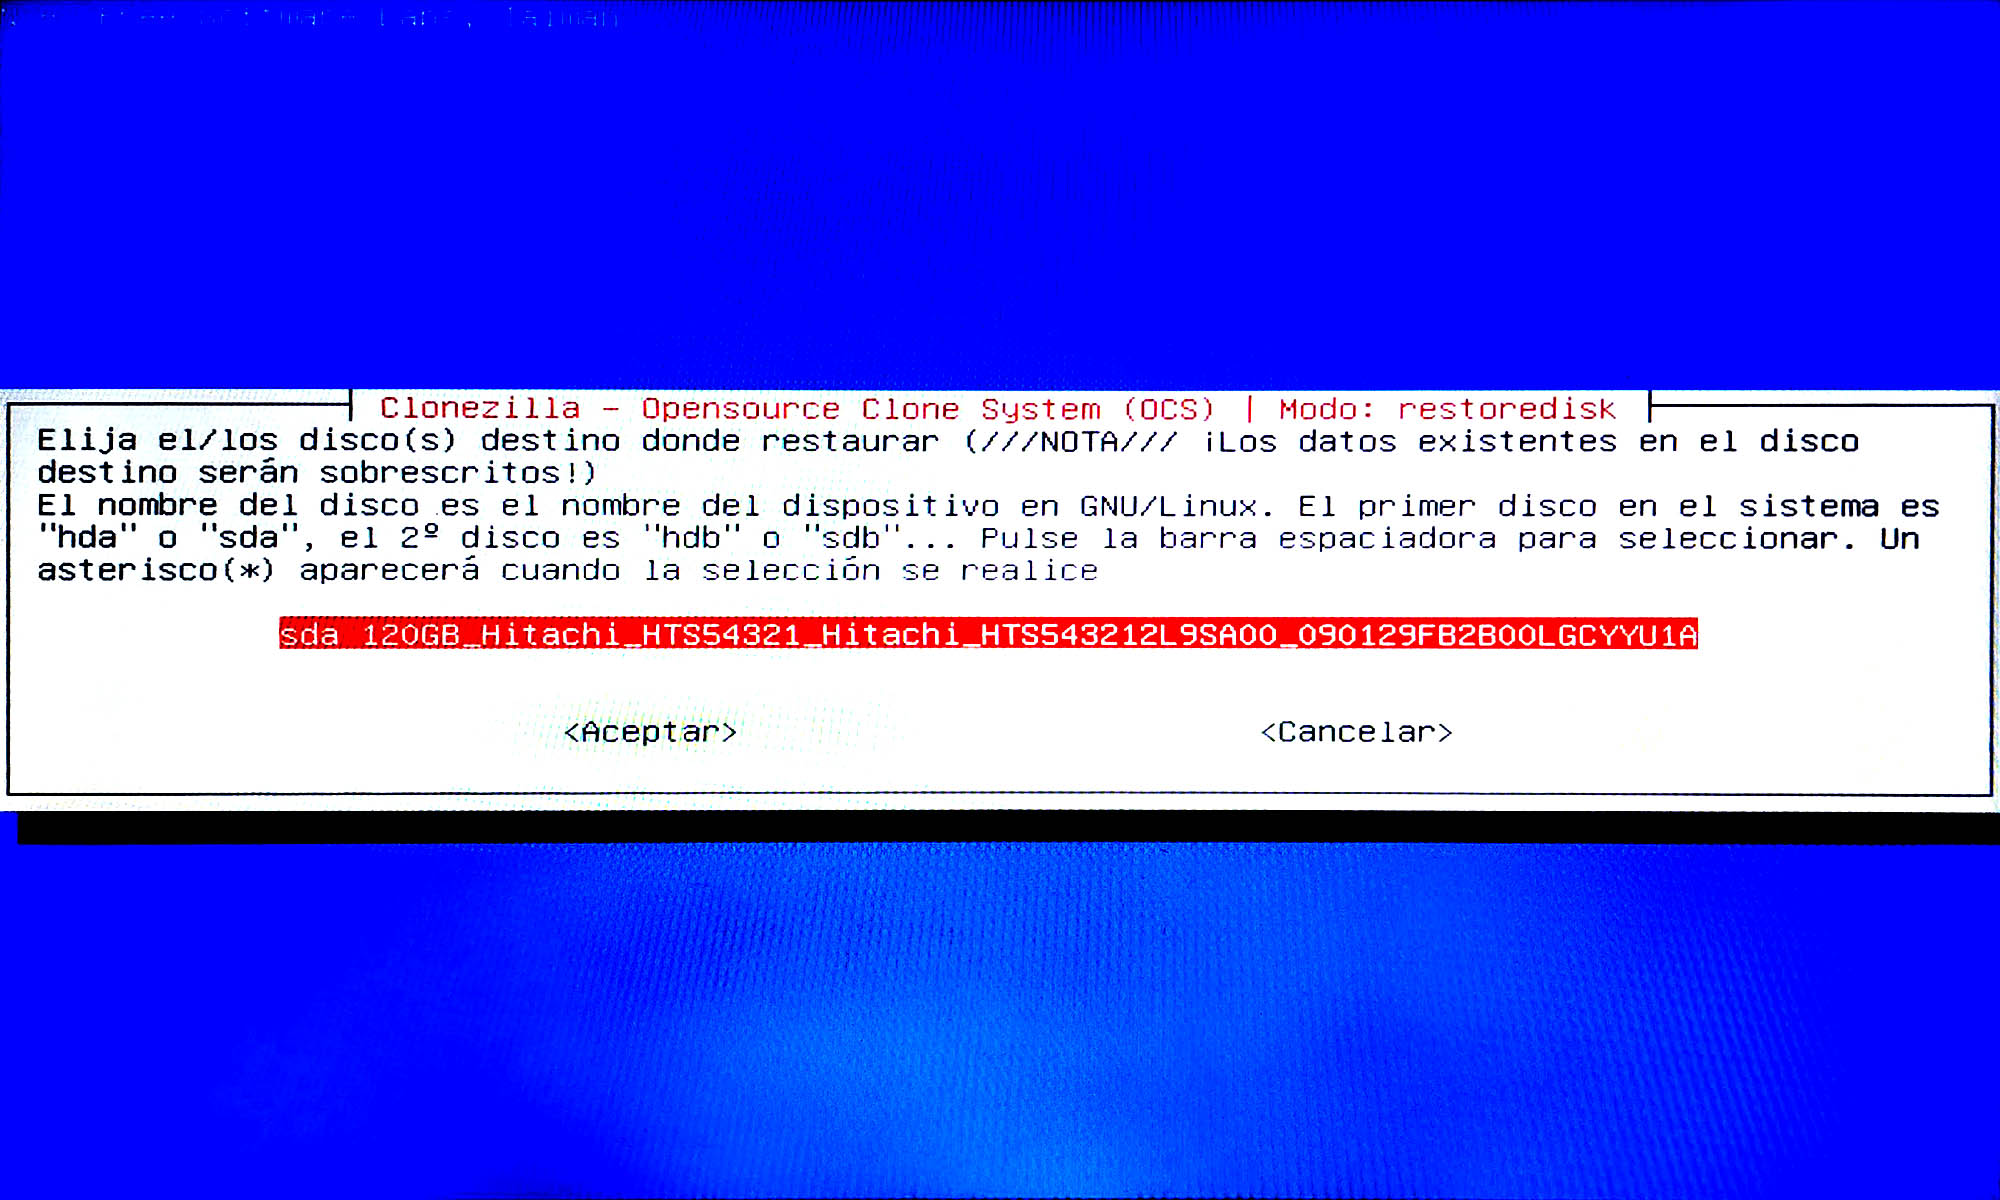 Clonezilla - Opensource Clone System (OCS) | Modo: restoredisk
Elija el/los disco(s) destino donde restaurar (///NOTA/// ¡Los datos existentes en el disco
destino serán sobrescritos!)
El nombre del disco es el nombre del dispositivo en GNU/Linux. El primer disco en el sistema es
"hda" o "sda", el 2º disco es "hdb" o "sdb"... Pulse la barra espaciadora para seleccionar. Un
asterisco(*) aparecerá cuando la selección se realice
sda 120GB_Hitachi_HTS54321_Hitachi_HTS543212L9SA00_090129FB2B00LGCYYU1A
<Aceptar> <Cancelar>